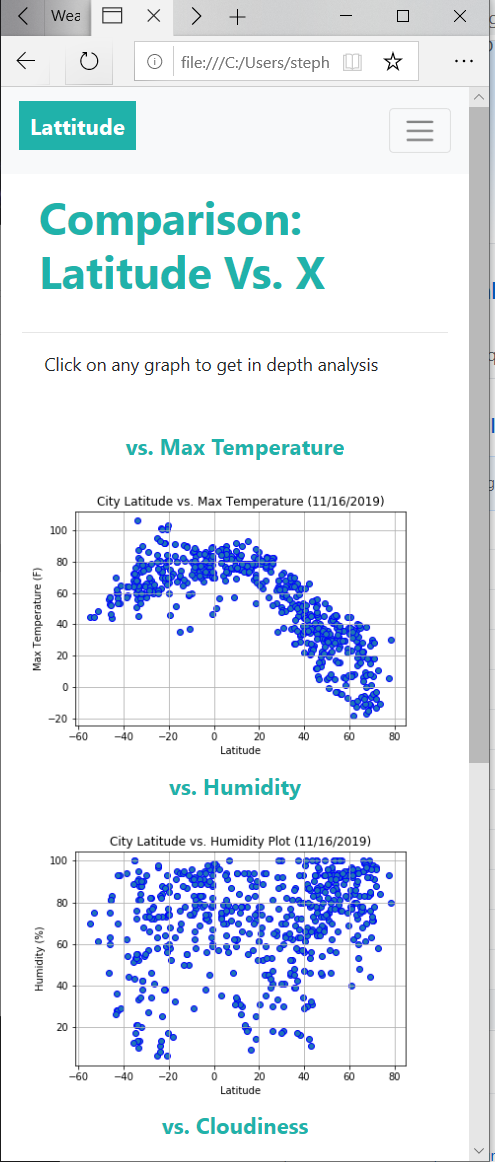 Wea
file:///C:/Users/steph
Lattitude
Comparison:
Latitude Vs. X
Click on any graph to get in depth analysis
vs. Max Temperature
City Latitude vs. Max Temperature (11/16/2019)
Max Temperature (F)
100
80
60
40
20
0
−20
−60 −40 −20 0 20 40 60 80
Latitude
vs. Humidity
City Latitude vs. Humidity Plot (11/16/2019)
Humidity (%)
100
80
60
40
20
−60 −40 −20 0 20 40 60 80
Latitude
vs. Cloudiness